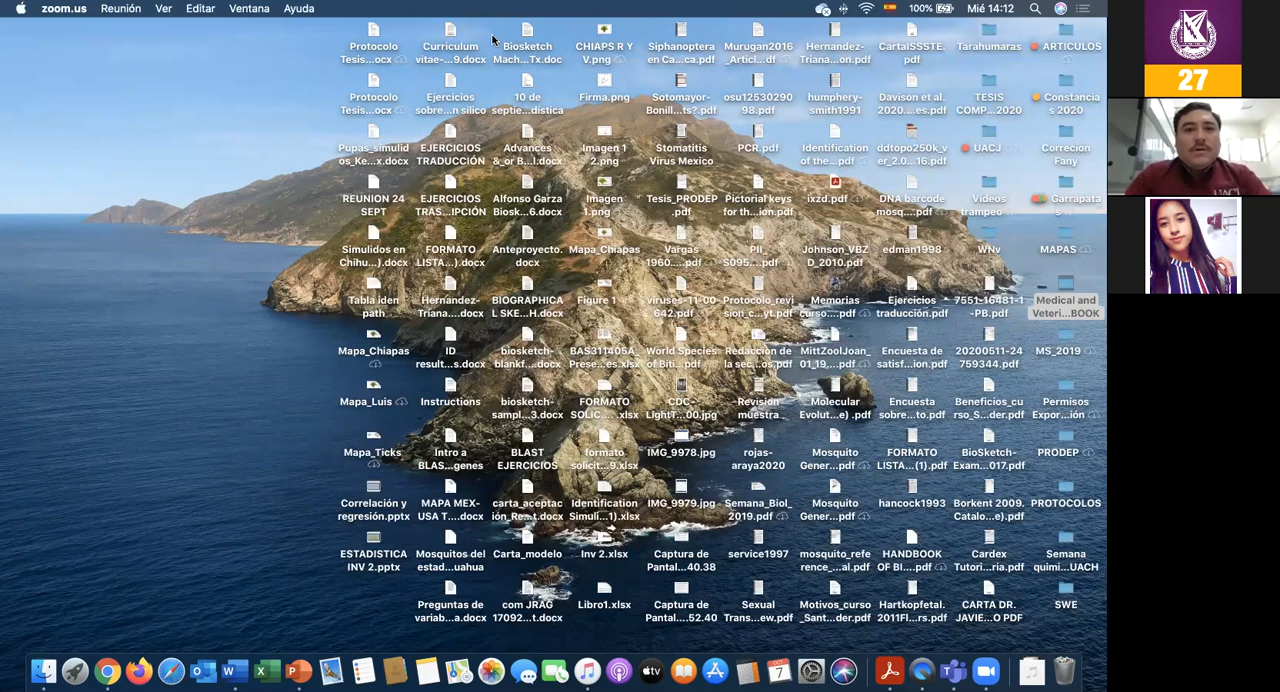 zoom.us Reunión Ver Editar Ventana Ayuda 100% Mié 14:12
Protocolo Tesis...ocx
Curriculum vitae-...9.docx
Biosketch Mach...Tx.doc
CHIAPS R Y V.png
Siphanoptera en Ca...ca.pdf
Murugan2016 _Articl...df
Hernandez-Triana...on.pdf
CartaISSSTE.pdf
Tarahumaras
ARTICULOS
27
Protocolo Tesis...ocx
Ejercicios sobre...n silico
10 de septie...dística
Firma.png
Sotomayor-Bonill...ts?.pdf
osu12530290 98.pdf
humphery-smith1991
Davison et al. 2020....es.pdf
TESIS COMP...2020
Constancias 2020
Pupas_simulid os_Ke...x.docx
EJERCICIOS TRADUCCIÓN
Advances &_or B...l.docx
Imagen 1 2.png
Stomatitis Virus Mexico
PCR.pdf
Identification of the...pdf
ddtopo250k_v er_2.0...16.pdf
UACJ
Correción Fany
REUNION 24 SEPT
EJERCICIOS TRAS...IPCIÓN
Alfonso Garza Biosk...6.docx
Imagen 1.png
Tesis_PRODEP .pdf
Pictorial keys for th...ion.pdf
ixzd.pdf
DNA barcode mosq....pdf
Videos trampeo
Garrapatas
Simulidos en Chihu...).docx
FORMATO LISTA...).docx
Anteproyecto. docx
Mapa_Chiapas
Vargas 1960....pdf
PII_ S095....pdf
Johnson_VBZ D_2010.pdf
edman1998
WNv
MAPAS
Tabla iden path
Hernández-Triana...docx
BIOGRAPHICA L SKE...H.docx
Figure 1
viruses-11-00 642.pdf
Protocolo_revi sion_c...yt.pdf
Memorias curso....pdf
Ejercicios traducción.pdf
7551-16481-1 -PB.pdf
Medical and Veteri...BOOK
Mapa_Chiapas
ID result...s.docx
biosketch-blankf...docx
BAS311405A_ Prese...es.xlsx
World Species of Biti...pdf
Redacción de la sec...os.pdf
MittZoolJoan_ 01_19....pdf
Encuesta de satisf...ion.pdf
20200511-24 759344.pdf
MS_2019
Mapa_Luis
Instructions
biosketch-sampl...3.docx
FORMATO SOLIC... .xlsx
CDC-LightT...00.jpg
Revisión muestra
Molecular Evolut...e) .pdf
Encuesta sobre...to.pdf
Beneficios_cu rso_S...der.pdf
Permisos Expor...ión
Mapa_Ticks
Intro a BLAS...genes
BLAST EJERCICIOS
formato solicit...9.xlsx
IMG_9978.jpg
rojas-araya2020
Mosquito Gener...pdf
FORMATO LISTA...(1).pdf
BioSketch-Exam...017.pdf
PRODEP
Correlación y regresión.pptx
MAPA MEX-USA T....docx
carta_aceptac ión_Re...t.docx
Identification Simuli...1).xlsx
IMG_9979.jpg
Semana_Biol_ 2019.pdf
Mosquito Gener...pdf
hancock1993
Borkent 2009. Catalo...e).pdf
PROTOCOLOS
ESTADISTICA INV 2.pptx
Mosquitos del estad...uahua
Carta_modelo
Inv 2.xlsx
Captura de Pantal...40.38
service1997
mosquito_refe rence_...al.pdf
HANDBOOK OF BI....pdf
Cardex Tutori...ria.pdf
Semana quimi...UACH
Preguntas de variab...a.docx
com JRAG 17092...t.docx
Libro1.xlsx
Captura de Pantal...52.40
Sexual Trans...ew.pdf
Motivos_curso _Sant...der.pdf
Hartkopfetal. 2011Fl...rs.pdf
CARTA DR. JAVIE...O PDF
SWE
OCT 7